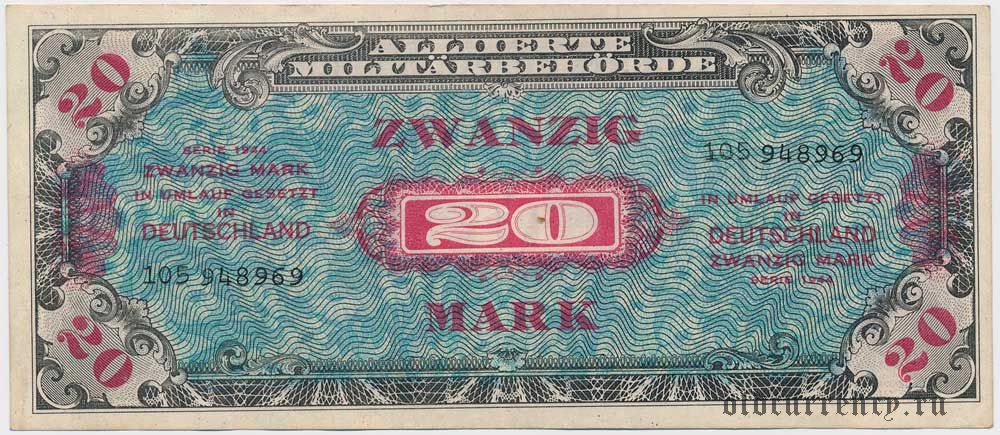 20
20
ALLIIERTE
MILITÄRBEHÖRDE
ZWANZIG
SERIE 1944
ZWANZIG MARK
IN UMLAUF GESETZT
IN
DEUTSCHLAND
105 948969
20
105 948969
IN UMLAUF GESETZT
IN
DEUTSCHLAND
ZWANZIG MARK
SERIE 1944
MARK
20
20
oldcurrency.ru